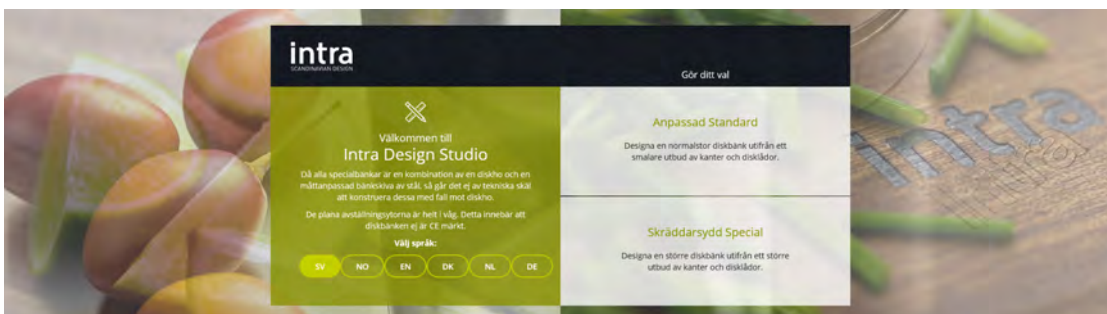 intra
SCANDINAVIAN DESIGN
Gör ditt val
Välkommen till
Intra Design Studio
Då alla specialbänkar är en kombination av en diskho och en
måttanpassad bänkskiva av stål, så går det ej av tekniska skäl
att konstruera dessa med fall mot diskho.
De plana avställningsytorna är helt i våg. Detta innebär att
diskbänken ej är CE märkt.
Välj språk:
SV NO EN DK NL DE
Anpassad Standard
Designa en normalstor diskbänk utifrån ett
smalare utbud av kanter och disklådor.
Skräddarsydd Special
Designa en större diskbänk utifrån ett större
utbud av kanter och disklådor.
intra